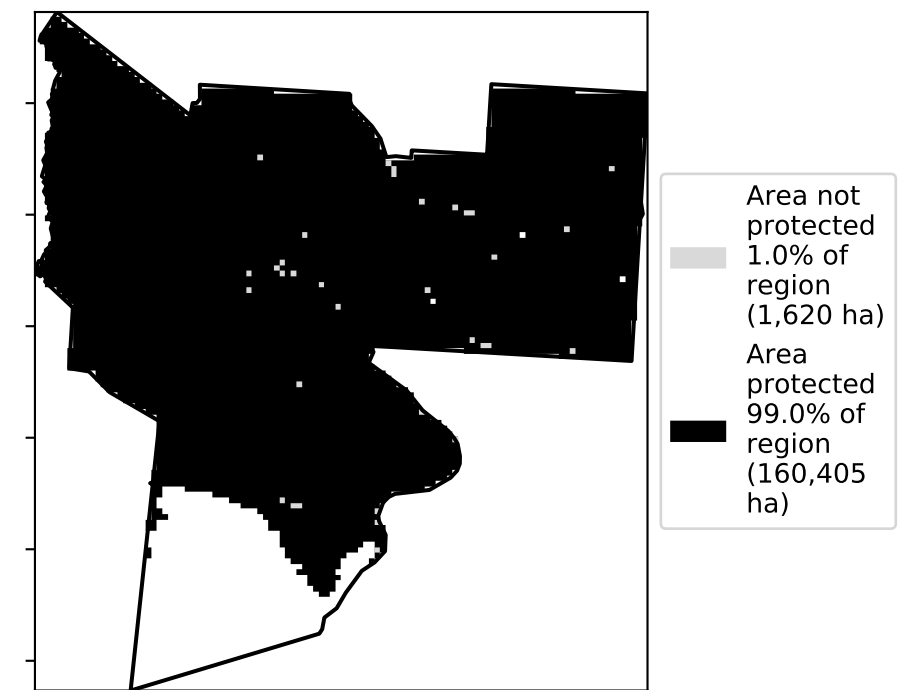 Area not
protected
1.0% of
region
(1,620 ha)
Area
protected
99.0% of
region
(160,405
ha)